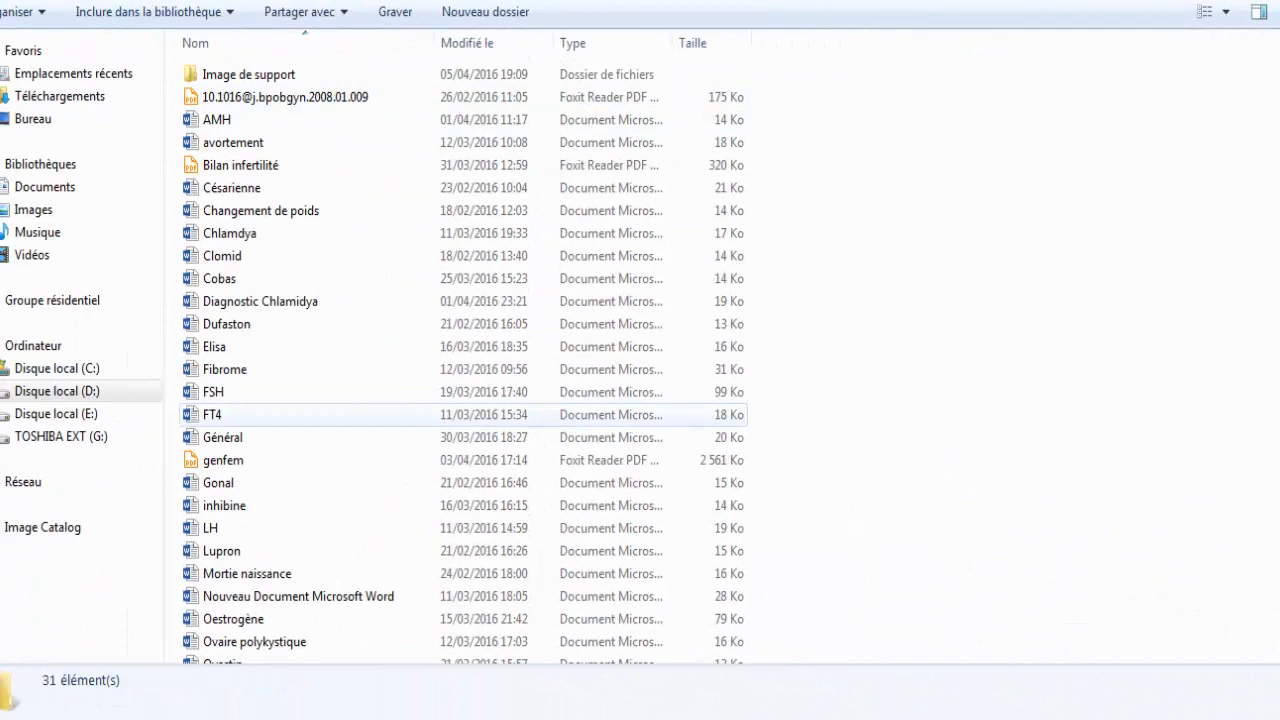 Inclure dans la bibliothèque Partager avec Graver Nouveau dossier
Favoris
Emplacements récents
Téléchargements
Bureau
Bibliothèques
Documents
Images
Musique
Vidéos
Groupe résidentiel
Ordinateur
Disque local (C:)
Disque local (D:)
Disque local (E:)
TOSHIBA EXT (G:)
Réseau
Image Catalog
Nom Modifié le Type Taille
Image de support 05/04/2016 19:09 Dossier de fichiers
10.1016@j.bpobgyn.2008.01.009 26/02/2016 11:05 Foxit Reader PDF ... 175 Ko
AMH 01/04/2016 11:17 Document Micros... 14 Ko
avortement 12/03/2016 10:08 Document Micros... 18 Ko
Bilan infertilité 31/03/2016 12:59 Foxit Reader PDF ... 320 Ko
Césarienne 23/02/2016 10:04 Document Micros... 21 Ko
Changement de poids 18/02/2016 12:03 Document Micros... 14 Ko
Chlamdya 11/03/2016 19:33 Document Micros... 17 Ko
Clomid 18/02/2016 13:40 Document Micros... 14 Ko
Cobas 25/03/2016 15:23 Document Micros... 14 Ko
Diagnostic Chlamidya 01/04/2016 23:21 Document Micros... 19 Ko
Dufaston 21/02/2016 16:05 Document Micros... 13 Ko
Elisa 16/03/2016 18:35 Document Micros... 16 Ko
Fibrome 12/03/2016 09:56 Document Micros... 31 Ko
FSH 19/03/2016 17:40 Document Micros... 99 Ko
FT4 11/03/2016 15:34 Document Micros... 18 Ko
Général 30/03/2016 18:27 Document Micros... 20 Ko
genfem 03/04/2016 17:14 Foxit Reader PDF ... 2 561 Ko
Gonal 21/02/2016 16:46 Document Micros... 15 Ko
inhibine 16/03/2016 16:15 Document Micros... 14 Ko
LH 11/03/2016 14:59 Document Micros... 19 Ko
Lupron 21/02/2016 16:26 Document Micros... 15 Ko
Mortie naissance 24/02/2016 18:00 Document Micros... 16 Ko
Nouveau Document Microsoft Word 11/03/2016 18:05 Document Micros... 28 Ko
Oestrogène 15/03/2016 21:42 Document Micros... 79 Ko
Ovaire polykystique 12/03/2016 17:03 Document Micros... 16 Ko
31 élément(s)